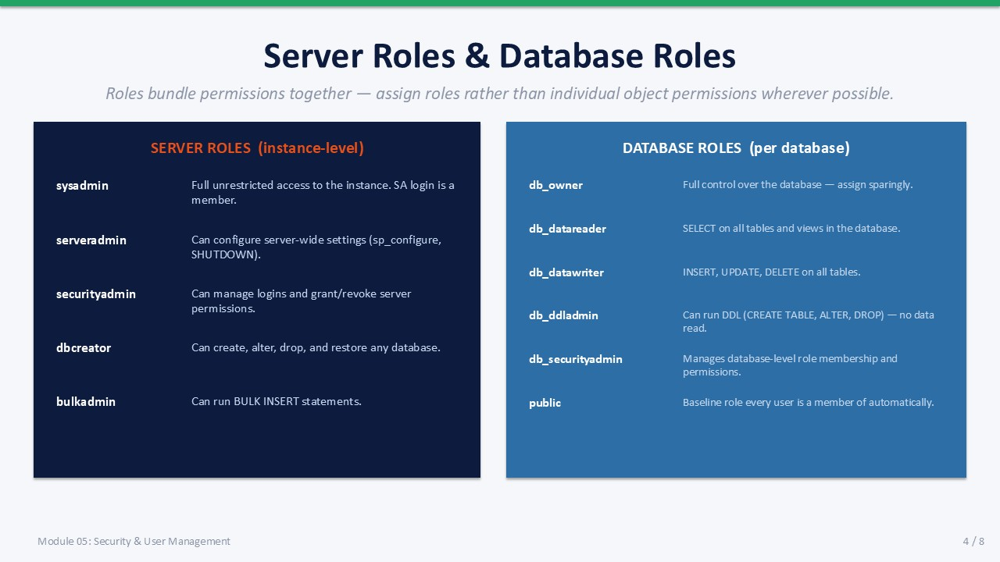 Server Roles & Database Roles
Roles bundle permissions together — assign roles rather than individual object permissions wherever possible.
SERVER ROLES  (instance-level)
sysadmin
Full unrestricted access to the instance. SA login is a
member.
serveradmin
Can configure server-wide settings (sp_configure,
SHUTDOWN).
securityadmin
Can manage logins and grant/revoke server
permissions.
dbcreator
Can create, alter, drop, and restore any database.
bulkadmin
Can run BULK INSERT statements.
DATABASE ROLES  (per database)
db_owner
Full control over the database — assign sparingly.
db_datareader
SELECT on all tables and views in the database.
db_datawriter
INSERT, UPDATE, DELETE on all tables.
db_ddladmin
Can run DDL (CREATE TABLE, ALTER, DROP) — no data
read.
db_securityadmin
Manages database-level role membership and
permissions.
public
Baseline role every user is a member of automatically.
Module 05: Security & User Management
4 / 8